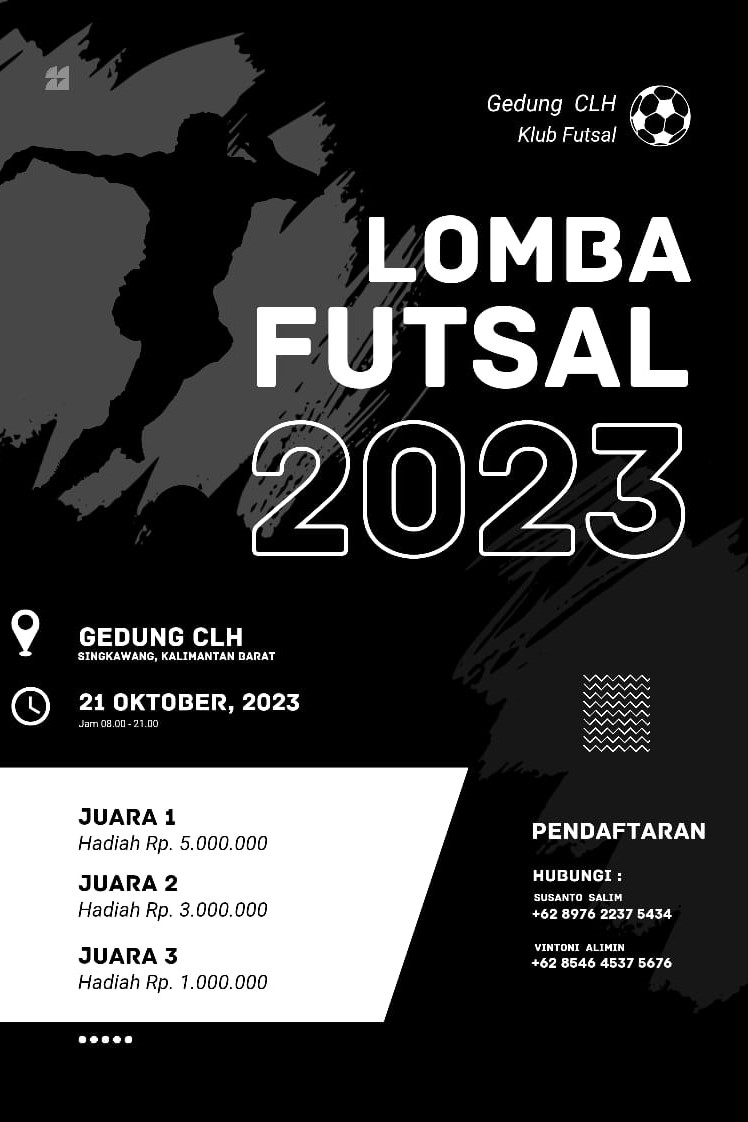 Gedung CLH
Klub Futsal
LOMBA
FUTSAL
2023
GEDUNG CLH
SINGKAWANG, KALIMANTAN BARAT
21 OKTOBER, 2023
Jam 08.00 - 21.00
JUARA 1
Hadiah Rp. 5.000.000
JUARA 2
Hadiah Rp. 3.000.000
JUARA 3
Hadiah Rp. 1.000.000
PENDAFTARAN
HUBUNGI :
SUSANTO SALIM
+62 8976 2237 5434
VINTONI ALIMIN
+62 8546 4537 5676